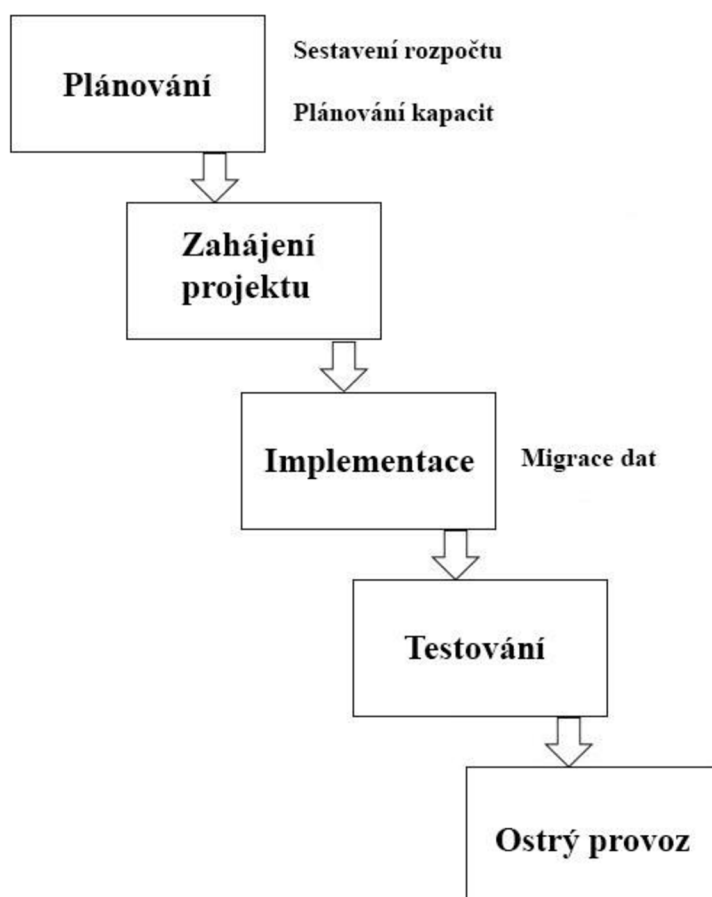 Plánování
Sestavení rozpočtu
Plánování kapacit
Zahájení
projektu
Implementace
Migrace dat
Testování
Ostrý provoz